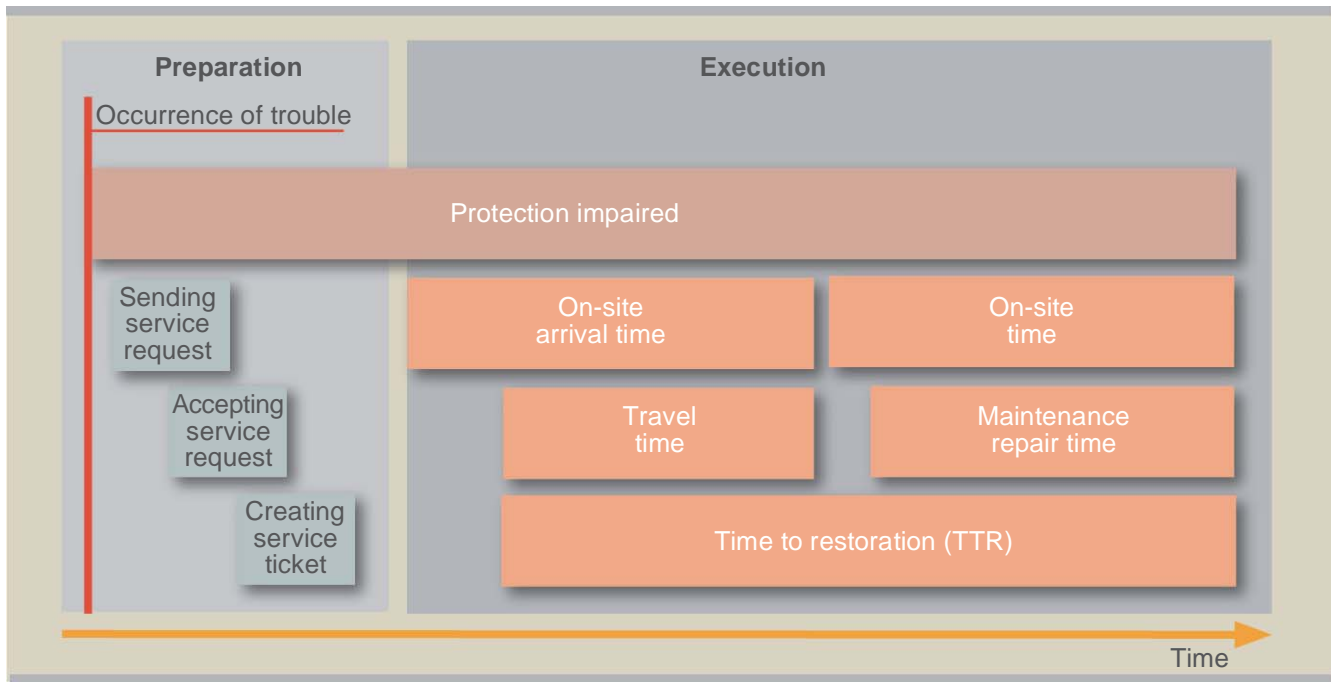 Preparation
Execution
Occurrence of trouble
Protection impaired
Sending
service
request
On-site
arrival time
On-site
time
Accepting
service
request
Travel
time
Maintenance
repair time
Creating
service
ticket
Time to restoration (TTR)
Time